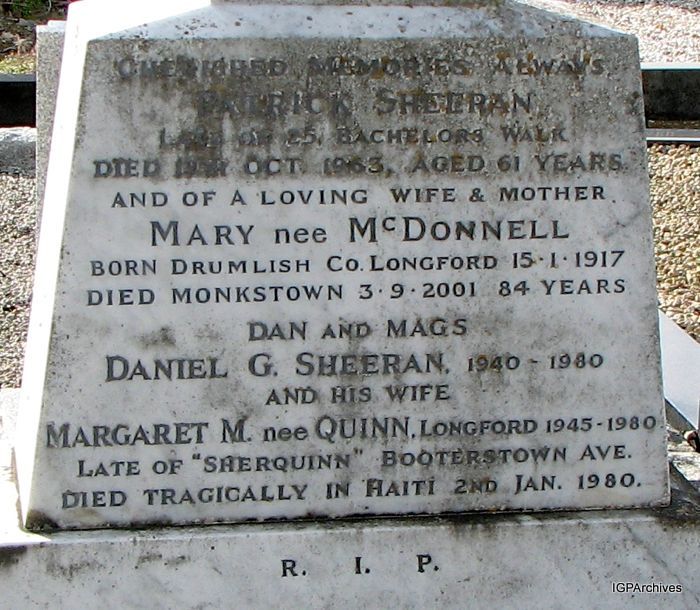 CHERISHED MEMORIES ALWAYS
PATRICK SHEERAN
LATE OF 25, BACHELORS WALK
DIED OCT. 1963, AGED 61 YEARS
AND OF A LOVING WIFE & MOTHER
MARY nee McDONNELL
BORN DRUMLISH CO. LONGFORD 15·1·1917
DIED MONKSTOWN 3·9·2001 84 YEARS
DAN AND MAGS
DANIEL G. SHEERAN, 1940-1980
AND HIS WIFE
MARGARET M. nee QUINN, LONGFORD 1945-1980
LATE OF "SHERQUINN" BOOTERSTOWN AVE.
DIED TRAGICALLY IN HAITI 2ND JAN. 1980.
R. I. P.
IGPArchives